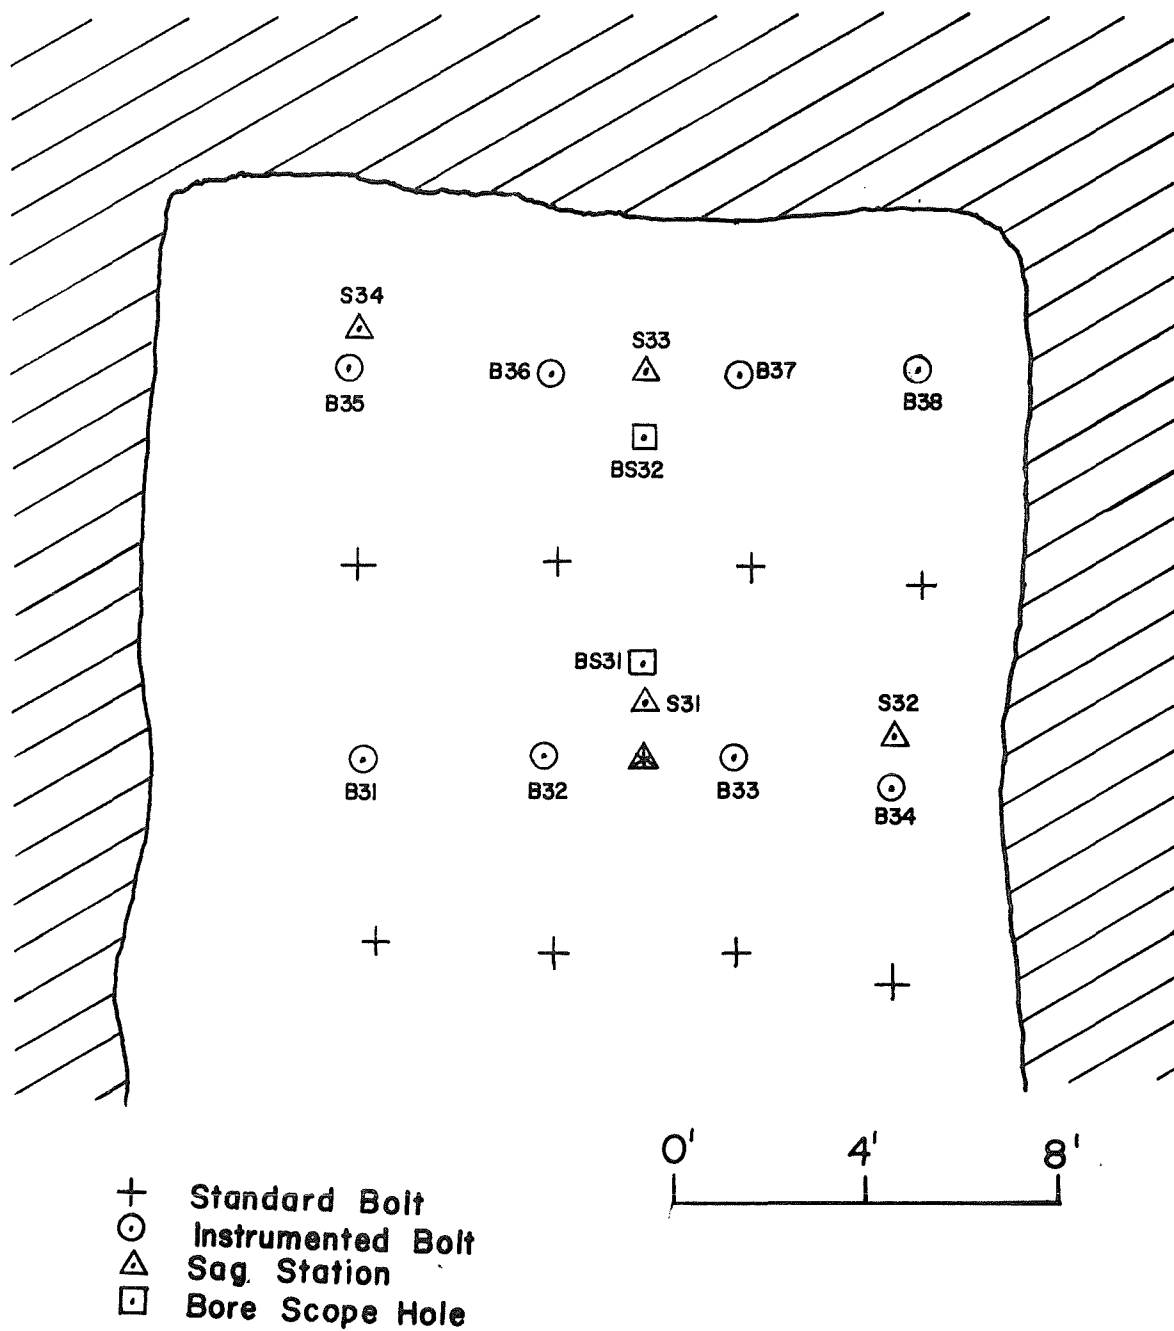 S34
S33
B36
B37
B35
B38
BS32
BS31
S31
S32
B31
B32
B33
B34
0' 4' 8'
Standard Bolt
Instrumented Bolt
Sag Station
Bore Scope Hole